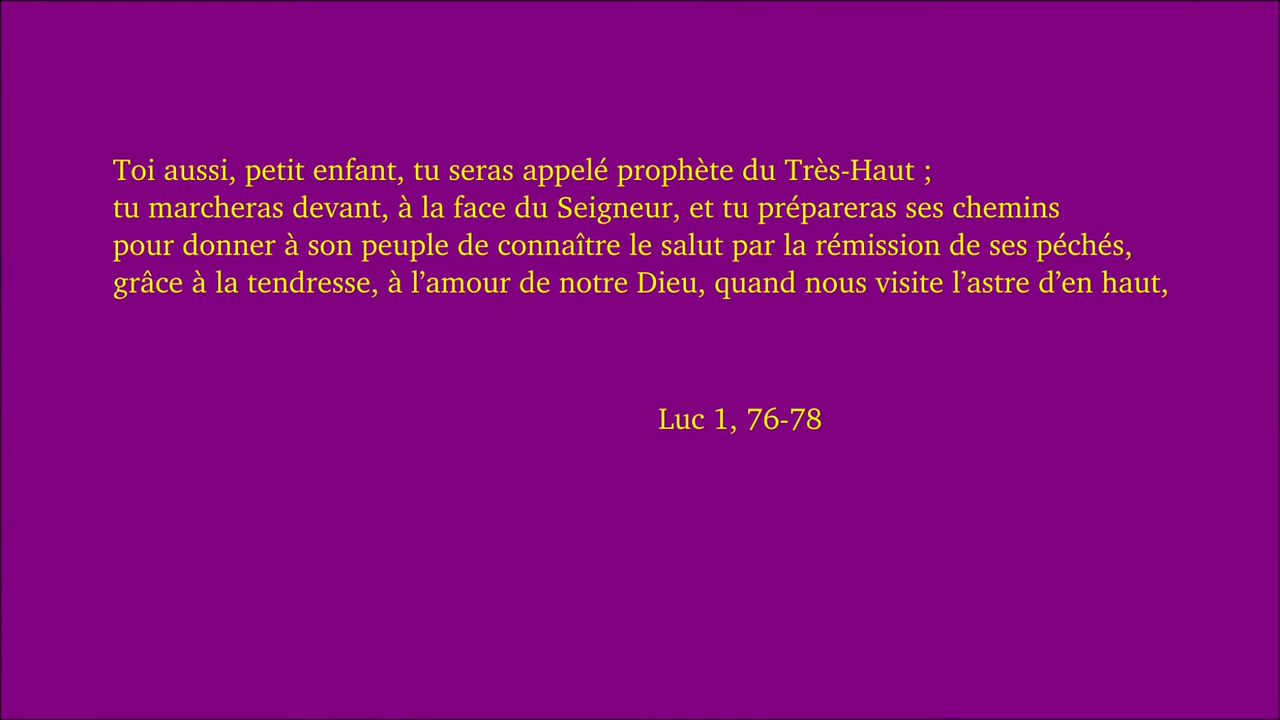 Toi aussi, petit enfant, tu seras appelé prophète du Très-Haut ;
tu marcheras devant, à la face du Seigneur, et tu prépareras ses chemins
pour donner à son peuple de connaître le salut par la rémission de ses péchés,
grâce à la tendresse, à l’amour de notre Dieu, quand nous visite l’astre d’en haut,
Luc 1, 76-78